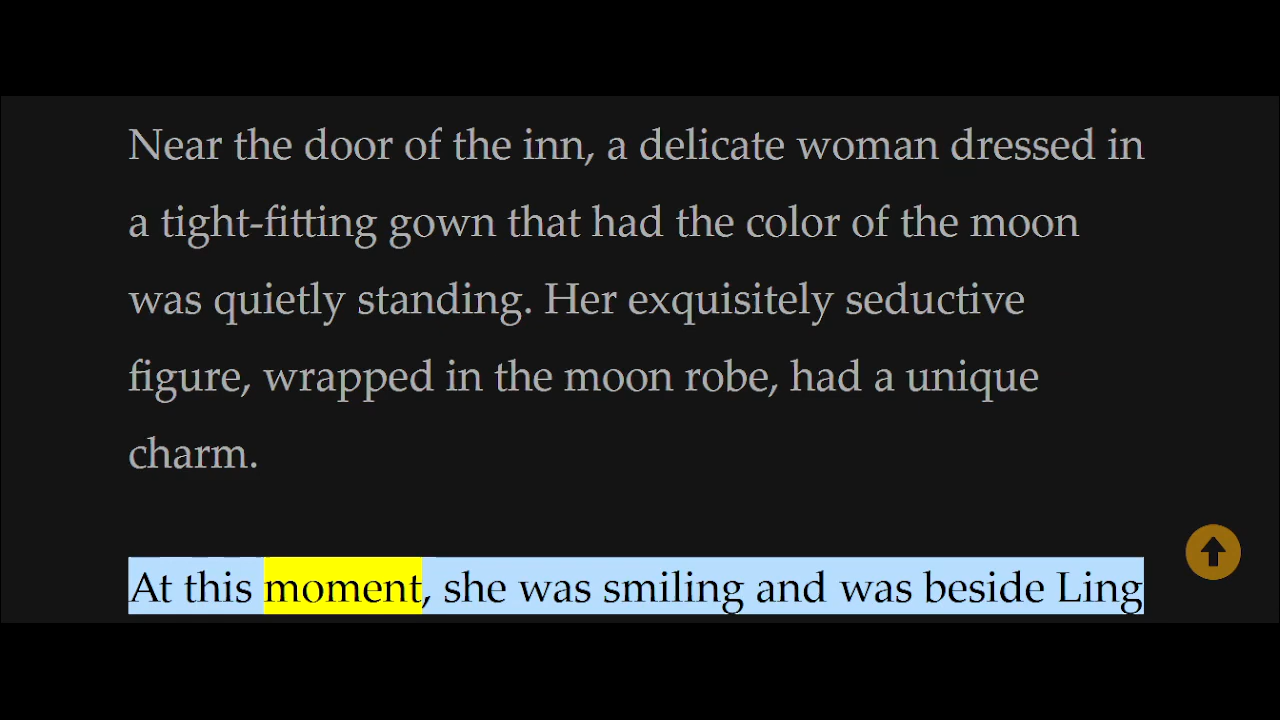 Near the door of the inn, a delicate woman dressed in
a tight-fitting gown that had the color of the moon
was quietly standing. Her exquisitely seductive
figure, wrapped in the moon robe, had a unique
charm.
At this moment, she was smiling and was beside Ling